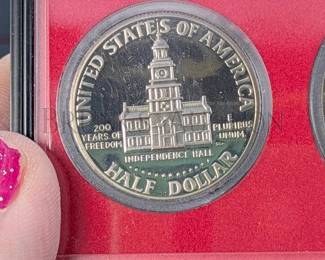 UNITED STATES OF AMERICA
200
YEARS OF
FREEDOM
E
PLURIBUS
UNUM
INDEPENDENCE HALL
HALF DOLLAR